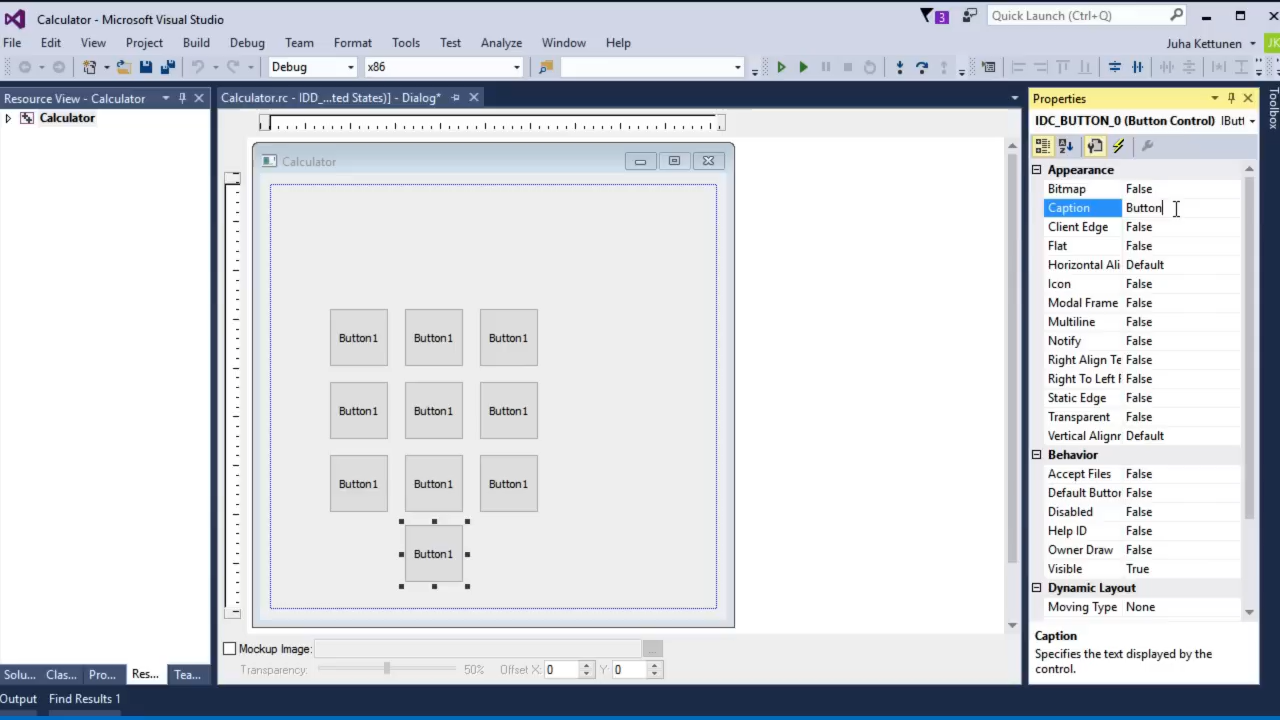 Calculator - Microsoft Visual Studio
3
Quick Launch (Ctrl+Q)
File Edit View Project Build Debug Team Format Tools Test Analyze Window Help
Juha Kettunen
JK
Debug
x86
Resource View - Calculator
Calculator.rc - IDD_...ted States)] - Dialog*
Properties
Toolbox
Calculator
IDC_BUTTON_0 (Button Control) IButt
Calculator
Appearance
Bitmap False
Caption Button
Client Edge False
Flat False
Horizontal Ali Default
Icon False
Modal Frame False
Multiline False
Notify False
Right Align Te False
Right To Left F False
Static Edge False
Transparent False
Vertical Alignr Default
Behavior
Accept Files False
Default Buttor False
Disabled False
Help ID False
Owner Draw False
Visible True
Dynamic Layout
Moving Type None
Button1 Button1 Button1
Button1 Button1 Button1
Button1 Button1 Button1
Button1
Caption
Specifies the text displayed by the
control.
Mockup Image:
...
Transparency: 50% Offset X: 0 Y: 0
Solu... Clas... Pro... Res... Tea...
Output Find Results 1